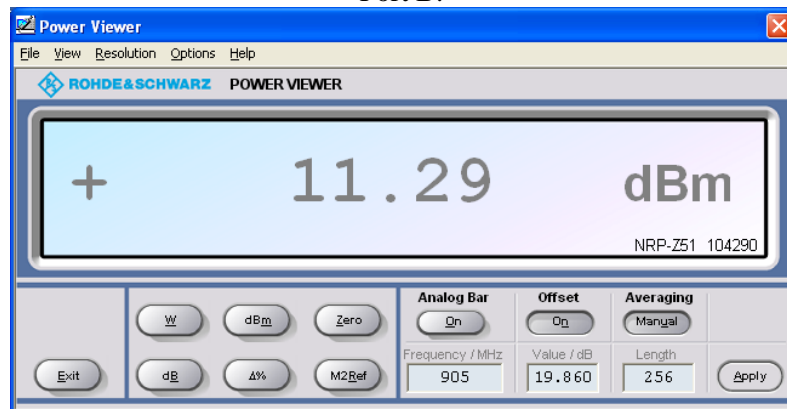 Power Viewer
File View Resolution Options Help
ROHDE&SCHWARZ POWER VIEWER
+ 11.29 dBm
NRP-Z51 104290
Analog Bar Offset Averaging
W dBm Zero On On Manual
Frequency / MHz Value / dB Length
Exit dB Δ% M2Ref 905 19.860 256 Apply